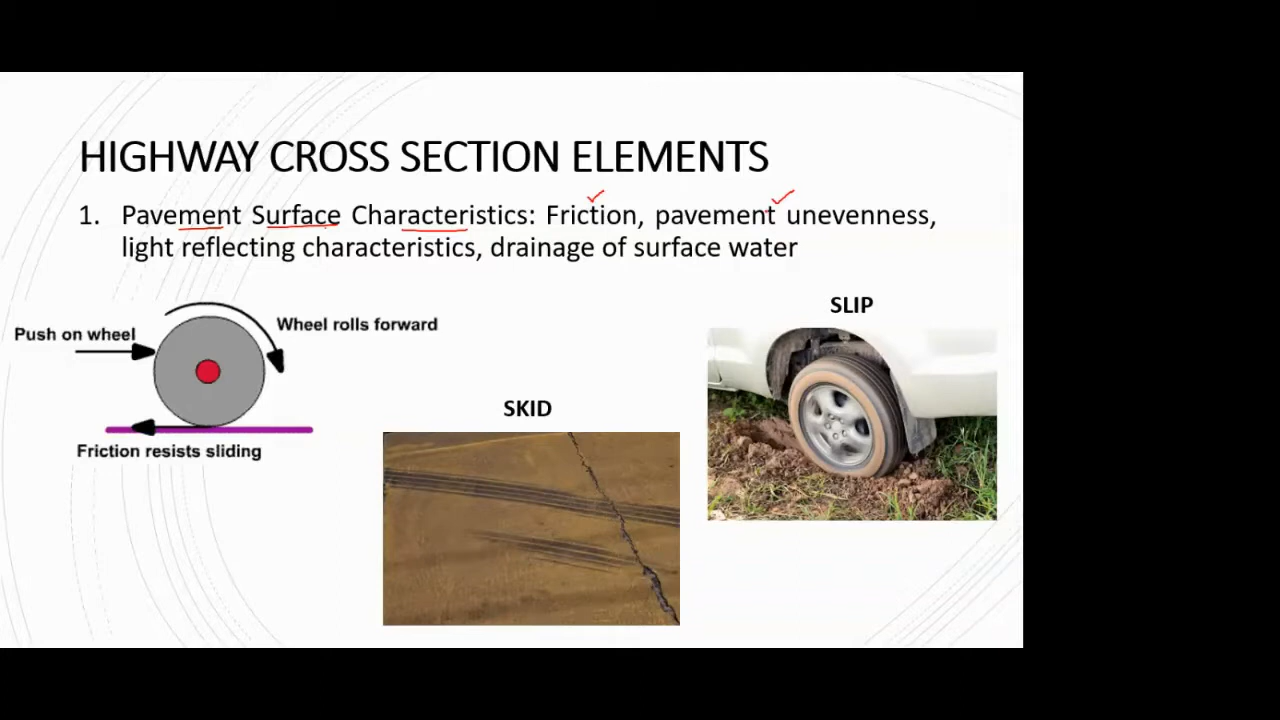 HIGHWAY CROSS SECTION ELEMENTS
1. Pavement Surface Characteristics: Friction, pavement unevenness,
light reflecting characteristics, drainage of surface water
Push on wheel
Wheel rolls forward
Friction resists sliding
SKID
SLIP